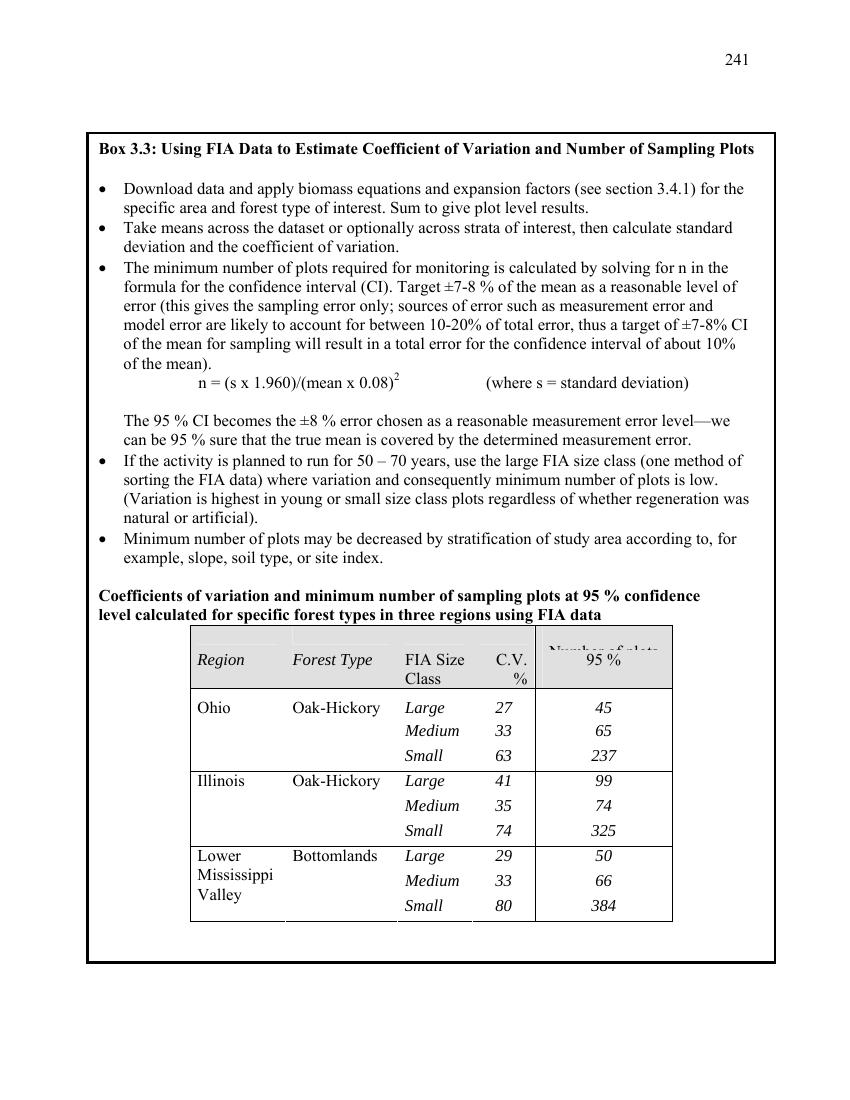 241
Box 3.3: Using FIA Data to Estimate Coefficient of Variation and Number of Sampling Plots
• Download data and apply biomass equations and expansion factors (see section 3.4.1) for the
specific area and forest type of interest. Sum to give plot level results.
• Take means across the dataset or optionally across strata of interest, then calculate standard
deviation and the coefficient of variation.
• The minimum number of plots required for monitoring is calculated by solving for n in the
formula for the confidence interval (CI). Target ±7-8 % of the mean as a reasonable level of
error (this gives the sampling error only; sources of error such as measurement error and
model error are likely to account for between 10-20% of total error, thus a target of ±7-8% CI
of the mean for sampling will result in a total error for the confidence interval of about 10%
of the mean).
n = (s x 1.960)/(mean x 0.08)² (where s = standard deviation)
The 95 % CI becomes the ±8 % error chosen as a reasonable measurement error level—we
can be 95 % sure that the true mean is covered by the determined measurement error.
• If the activity is planned to run for 50 – 70 years, use the large FIA size class (one method of
sorting the FIA data) where variation and consequently minimum number of plots is low.
(Variation is highest in young or small size class plots regardless of whether regeneration was
natural or artificial).
• Minimum number of plots may be decreased by stratification of study area according to, for
example, slope, soil type, or site index.
Coefficients of variation and minimum number of sampling plots at 95 % confidence
level calculated for specific forest types in three regions using FIA data
Region Forest Type FIA Size C.V. 95 %
Class %
Ohio Oak-Hickory Large 27 45
Medium 33 65
Small 63 237
Illinois Oak-Hickory Large 41 99
Medium 35 74
Small 74 325
Lower Bottomlands Large 29 50
Mississippi Medium 33 66
Valley
Small 80 384